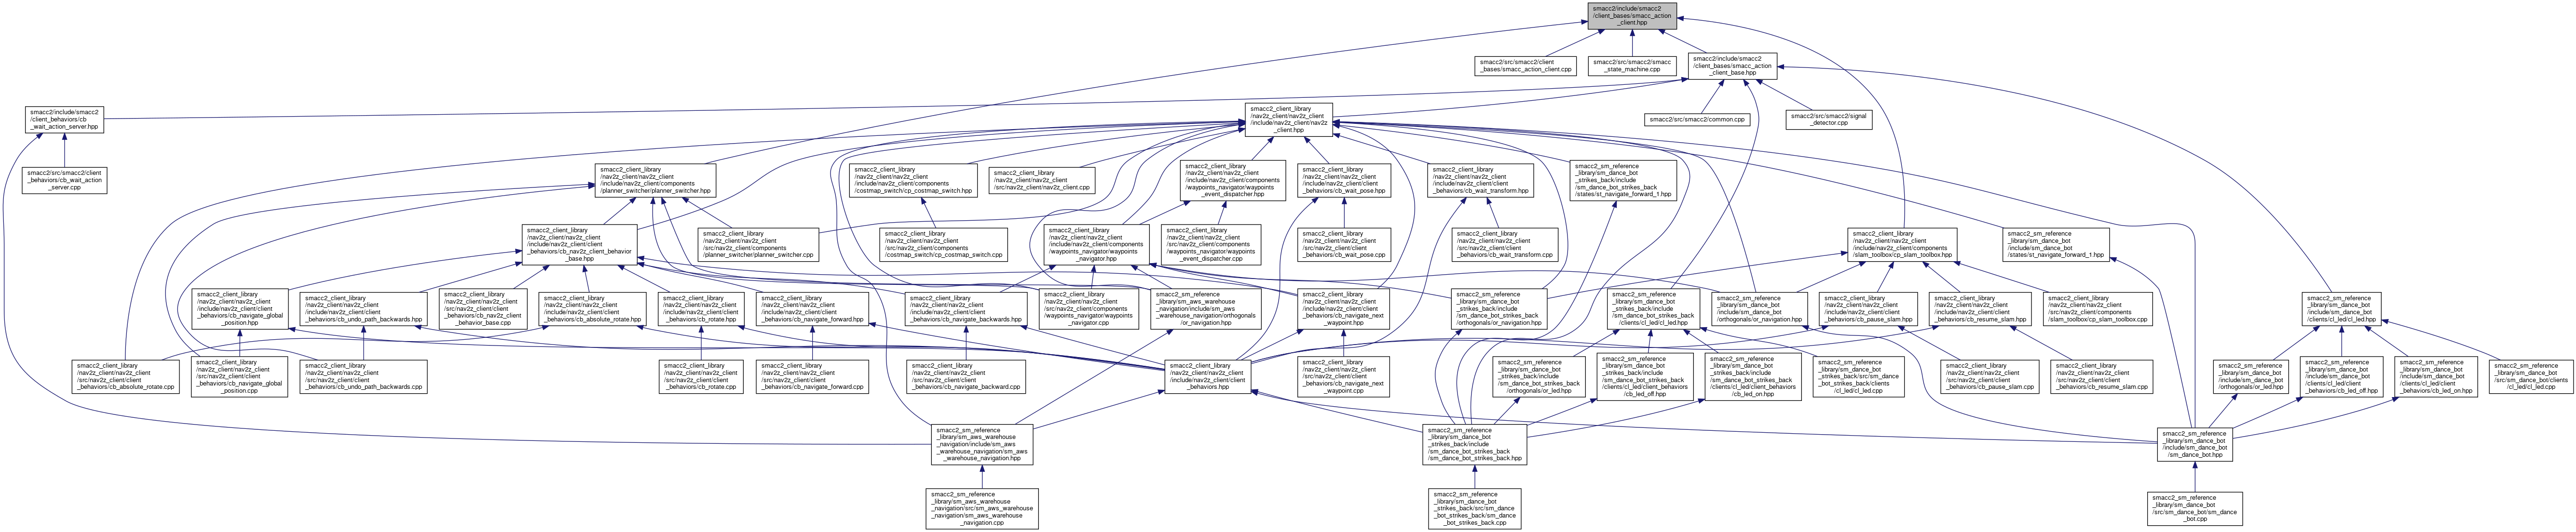 smacc2/include/smacc2
/client_bases/smacc_action
_client.hpp
smacc2/src/smacc2/client
_bases/smacc_action_client.cpp
smacc2/src/smacc2/smacc
_state_machine.cpp
smacc2/include/smacc2
/client_bases/smacc_action
_client_base.hpp
smacc2/include/smacc2
/client_behaviors/cb
_wait_action_server.hpp
smacc2_client_library
/nav2z_client/nav2z_client
/include/nav2z_client/nav2z
_client.hpp
smacc2/src/smacc2/common.cpp
smacc2/src/smacc2/signal
_detector.cpp
smacc2/src/smacc2/client
_behaviors/cb_wait_action
_server.cpp
smacc2_client_library
/nav2z_client/nav2z_client
/include/nav2z_client/components
/planner_switcher/planner_switcher.hpp
smacc2_client_library
/nav2z_client/nav2z_client
/include/nav2z_client/components
/costmap_switch/cp_costmap_switch.hpp
smacc2_client_library
/nav2z_client/nav2z_client
/src/nav2z_client/nav2z_client.cpp
smacc2_client_library
/nav2z_client/nav2z_client
/include/nav2z_client/components
/waypoints_navigator/waypoints
_event_dispatcher.hpp
smacc2_client_library
/nav2z_client/nav2z_client
/include/nav2z_client/client
_behaviors/cb_wait_pose.hpp
smacc2_client_library
/nav2z_client/nav2z_client
/include/nav2z_client/client
_behaviors/cb_wait_transform.hpp
smacc2_sm_reference
_library/sm_dance_bot
_strikes_back/include
/sm_dance_bot_strikes_back
/states/st_navigate_forward_1.hpp
smacc2_client_library
/nav2z_client/nav2z_client
/include/nav2z_client/client
_behaviors/cb_nav2z_client_behavior
_base.hpp
smacc2_client_library
/nav2z_client/nav2z_client
/src/nav2z_client/components
/planner_switcher/planner_switcher.cpp
smacc2_client_library
/nav2z_client/nav2z_client
/src/nav2z_client/components
/costmap_switch/cp_costmap_switch.cpp
smacc2_client_library
/nav2z_client/nav2z_client
/include/nav2z_client/components
/waypoints_navigator/waypoints
_navigator.hpp
smacc2_client_library
/nav2z_client/nav2z_client
/src/nav2z_client/components
/waypoints_navigator/waypoints
_event_dispatcher.cpp
smacc2_client_library
/nav2z_client/nav2z_client
/src/nav2z_client/client
_behaviors/cb_wait_pose.cpp
smacc2_client_library
/nav2z_client/nav2z_client
/src/nav2z_client/client
_behaviors/cb_wait_transform.cpp
smacc2_client_library
/nav2z_client/nav2z_client
/include/nav2z_client/components
/slam_toolbox/cp_slam_toolbox.hpp
smacc2_sm_reference
_library/sm_dance_bot
/include/sm_dance_bot
/states/st_navigate_forward_1.hpp
smacc2_client_library
/nav2z_client/nav2z_client
/include/nav2z_client/client
_behaviors/cb_navigate_global
_position.hpp
smacc2_client_library
/nav2z_client/nav2z_client
/include/nav2z_client/client
_behaviors/cb_undo_path_backwards.hpp
smacc2_client_library
/nav2z_client/nav2z_client
/src/nav2z_client/client
_behaviors/cb_nav2z_client
_behavior_base.cpp
smacc2_client_library
/nav2z_client/nav2z_client
/include/nav2z_client/client
_behaviors/cb_absolute_rotate.hpp
smacc2_client_library
/nav2z_client/nav2z_client
/include/nav2z_client/client
_behaviors/cb_rotate.hpp
smacc2_client_library
/nav2z_client/nav2z_client
/include/nav2z_client/client
_behaviors/cb_navigate_forward.hpp
smacc2_client_library
/nav2z_client/nav2z_client
/include/nav2z_client/client
_behaviors/cb_navigate_backwards.hpp
smacc2_client_library
/nav2z_client/nav2z_client
/src/nav2z_client/components
/waypoints_navigator/waypoints
_navigator.cpp
smacc2_sm_reference
_library/sm_aws_warehouse
_navigation/include/sm_aws
_warehouse_navigation/orthogonals
/or_navigation.hpp
smacc2_client_library
/nav2z_client/nav2z_client
/include/nav2z_client/client
_behaviors/cb_navigate_next
_waypoint.hpp
smacc2_sm_reference
_library/sm_dance_bot
_strikes_back/include
/sm_dance_bot_strikes_back
/orthogonals/or_navigation.hpp
smacc2_sm_reference
_library/sm_dance_bot
_strikes_back/include
/sm_dance_bot_strikes_back
/clients/cl_led/cl_led.hpp
smacc2_sm_reference
_library/sm_dance_bot
/include/sm_dance_bot
/orthogonals/or_navigation.hpp
smacc2_client_library
/nav2z_client/nav2z_client
/include/nav2z_client/client
_behaviors/cb_pause_slam.hpp
smacc2_client_library
/nav2z_client/nav2z_client
/include/nav2z_client/client
_behaviors/cb_resume_slam.hpp
smacc2_client_library
/nav2z_client/nav2z_client
/src/nav2z_client/components
/slam_toolbox/cp_slam_toolbox.cpp
smacc2_sm_reference
_library/sm_dance_bot
/include/sm_dance_bot
/clients/cl_led/cl_led.hpp
smacc2_client_library
/nav2z_client/nav2z_client
/src/nav2z_client/client
_behaviors/cb_absolute_rotate.cpp
smacc2_client_library
/nav2z_client/nav2z_client
/src/nav2z_client/client
_behaviors/cb_navigate_global
_position.cpp
smacc2_client_library
/nav2z_client/nav2z_client
/src/nav2z_client/client
_behaviors/cb_undo_path_backwards.cpp
smacc2_client_library
/nav2z_client/nav2z_client
/src/nav2z_client/client
_behaviors/cb_rotate.cpp
smacc2_client_library
/nav2z_client/nav2z_client
/src/nav2z_client/client
_behaviors/cb_navigate_forward.cpp
smacc2_client_library
/nav2z_client/nav2z_client
/src/nav2z_client/client
_behaviors/cb_navigate_backward.cpp
smacc2_client_library
/nav2z_client/nav2z_client
/include/nav2z_client/client
_behaviors.hpp
smacc2_client_library
/nav2z_client/nav2z_client
/src/nav2z_client/client
_behaviors/cb_navigate_next
_waypoint.cpp
smacc2_sm_reference
_library/sm_dance_bot
_strikes_back/include
/sm_dance_bot_strikes_back
/orthogonals/or_led.hpp
smacc2_sm_reference
_library/sm_dance_bot
_strikes_back/include
/sm_dance_bot_strikes_back
/clients/cl_led/client_behaviors
/cb_led_off.hpp
smacc2_sm_reference
_library/sm_dance_bot
_strikes_back/include
/sm_dance_bot_strikes_back
/clients/cl_led/client_behaviors
/cb_led_on.hpp
smacc2_sm_reference
_library/sm_dance_bot
_strikes_back/src/sm_dance
_bot_strikes_back/clients
/cl_led/cl_led.cpp
smacc2_client_library
/nav2z_client/nav2z_client
/src/nav2z_client/client
_behaviors/cb_pause_slam.cpp
smacc2_client_library
/nav2z_client/nav2z_client
/src/nav2z_client/client
_behaviors/cb_resume_slam.cpp
smacc2_sm_reference
_library/sm_dance_bot
/include/sm_dance_bot
/orthogonals/or_led.hpp
smacc2_sm_reference
_library/sm_dance_bot
/include/sm_dance_bot
/clients/cl_led/client
_behaviors/cb_led_off.hpp
smacc2_sm_reference
_library/sm_dance_bot
/include/sm_dance_bot
/clients/cl_led/client
_behaviors/cb_led_on.hpp
smacc2_sm_reference
_library/sm_dance_bot
/src/sm_dance_bot/clients
/cl_led/cl_led.cpp
smacc2_sm_reference
_library/sm_aws_warehouse
_navigation/include/sm_aws
_warehouse_navigation/sm_aws
_warehouse_navigation.hpp
smacc2_sm_reference
_library/sm_dance_bot
_strikes_back/include
/sm_dance_bot_strikes_back
/sm_dance_bot_strikes_back.hpp
smacc2_sm_reference
_library/sm_dance_bot
/include/sm_dance_bot
/sm_dance_bot.hpp
smacc2_sm_reference
_library/sm_aws_warehouse
_navigation/src/sm_aws_warehouse
_navigation/sm_aws_warehouse
_navigation.cpp
smacc2_sm_reference
_library/sm_dance_bot
_strikes_back/src/sm_dance
_bot_strikes_back/sm_dance
_bot_strikes_back.cpp
smacc2_sm_reference
_library/sm_dance_bot
/src/sm_dance_bot/sm_dance
_bot.cpp